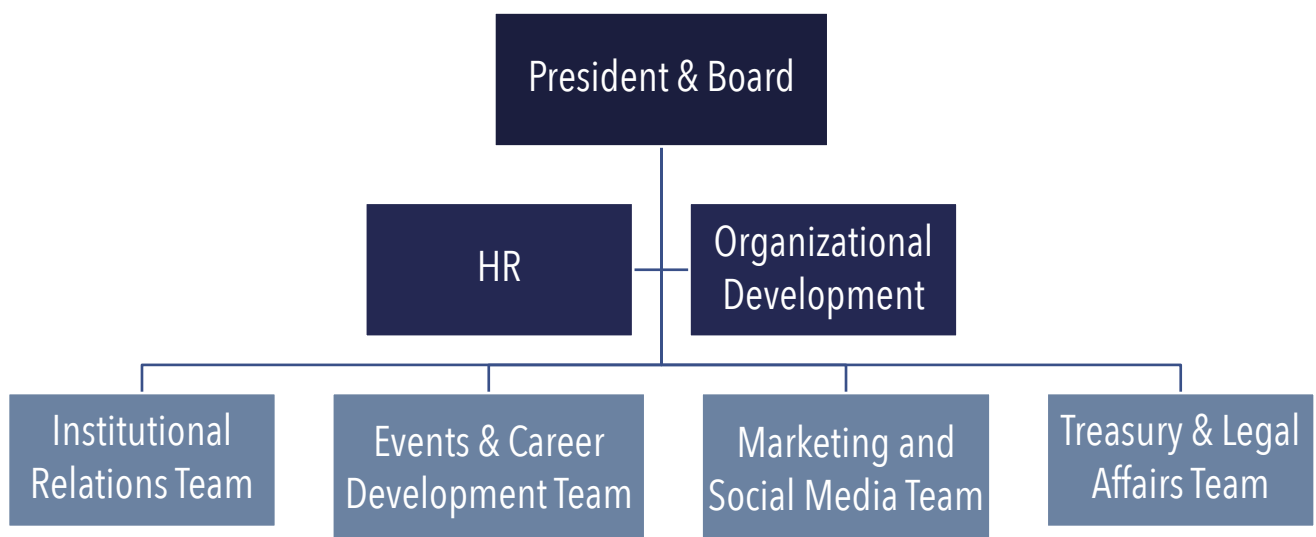 President & Board
HR
Organizational
Development
Institutional
Relations Team
Events & Career
Development Team
Marketing and
Social Media Team
Treasury & Legal
Affairs Team